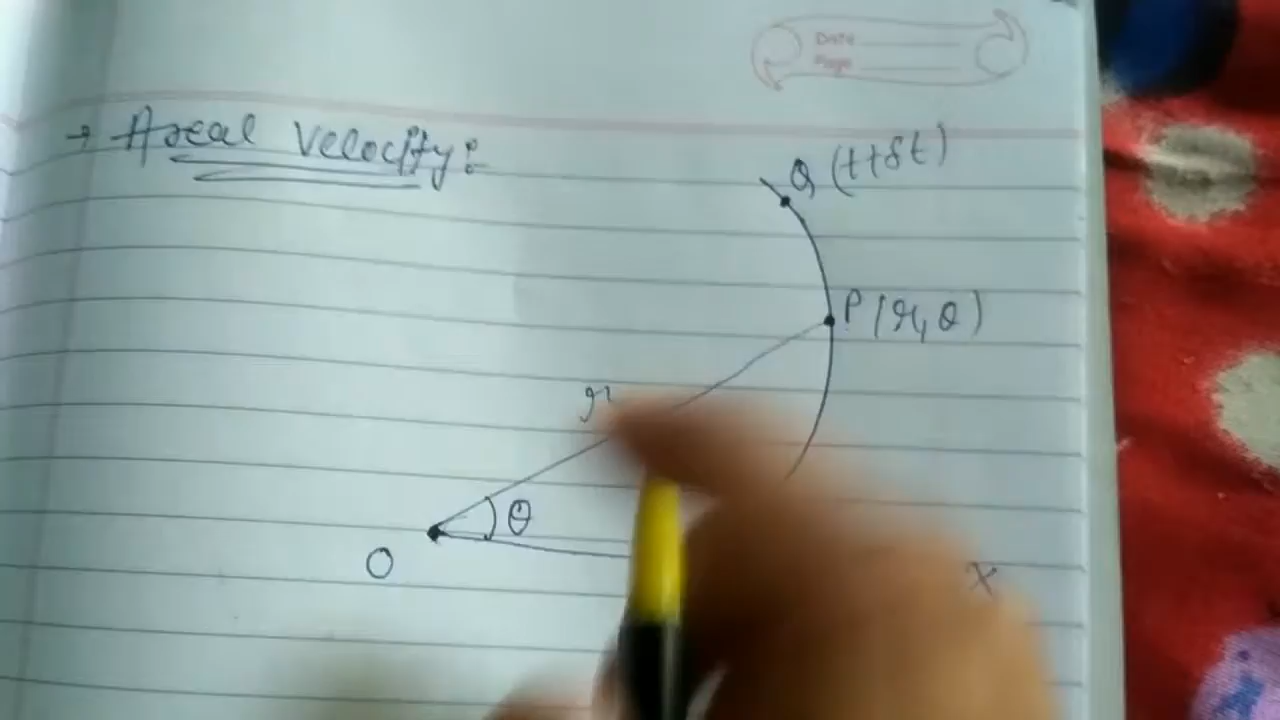 Date
Page
→ Areal Velocity:
Q (t+δt)
P (r, θ)
r
θ
O
x